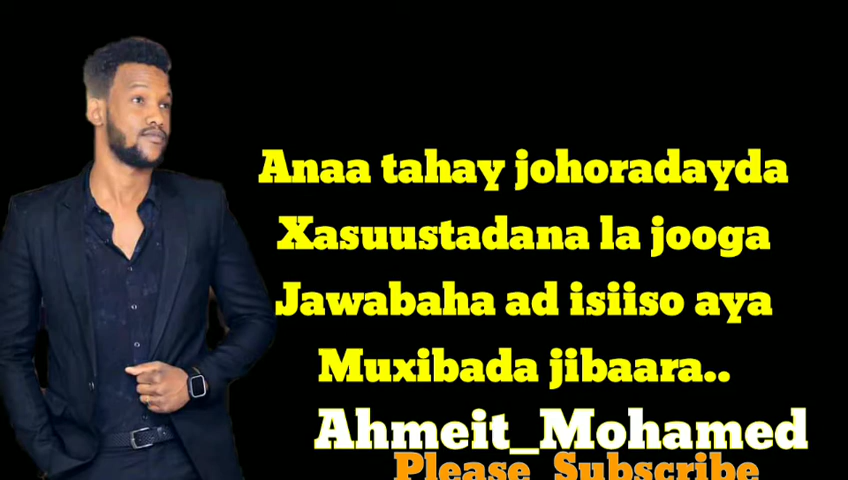 Anaa tahay johoradayda
Xasuustadana la jooga
Jawabaha ad isiiso aya
Muxibada jibaara..
Ahmeit_Mohamed
Please Subscribe